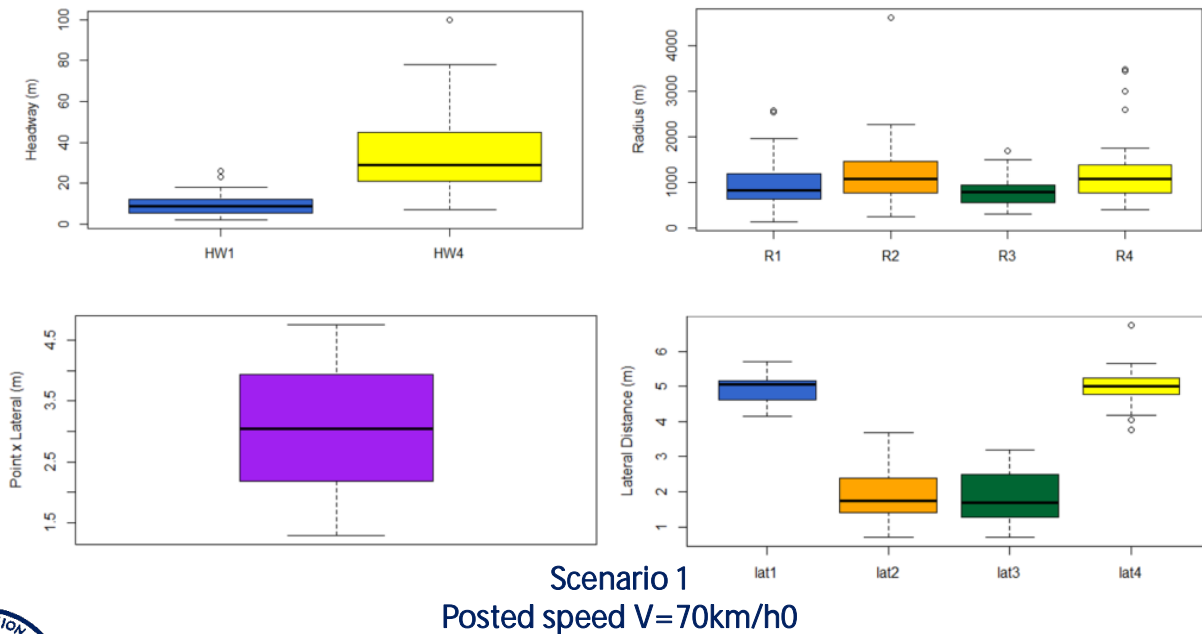 Headway (m)
0 20 40 60 80 100
HW1 HW4
Radius (m)
0 1000 2000 3000 4000
R1 R2 R3 R4
Point x Lateral (m)
1.5 2.5 3.5 4.5
Lateral Distance (m)
1 2 3 4 5 6
lat1 lat2 lat3 lat4
Scenario 1
Posted speed V=70km/h0
ION